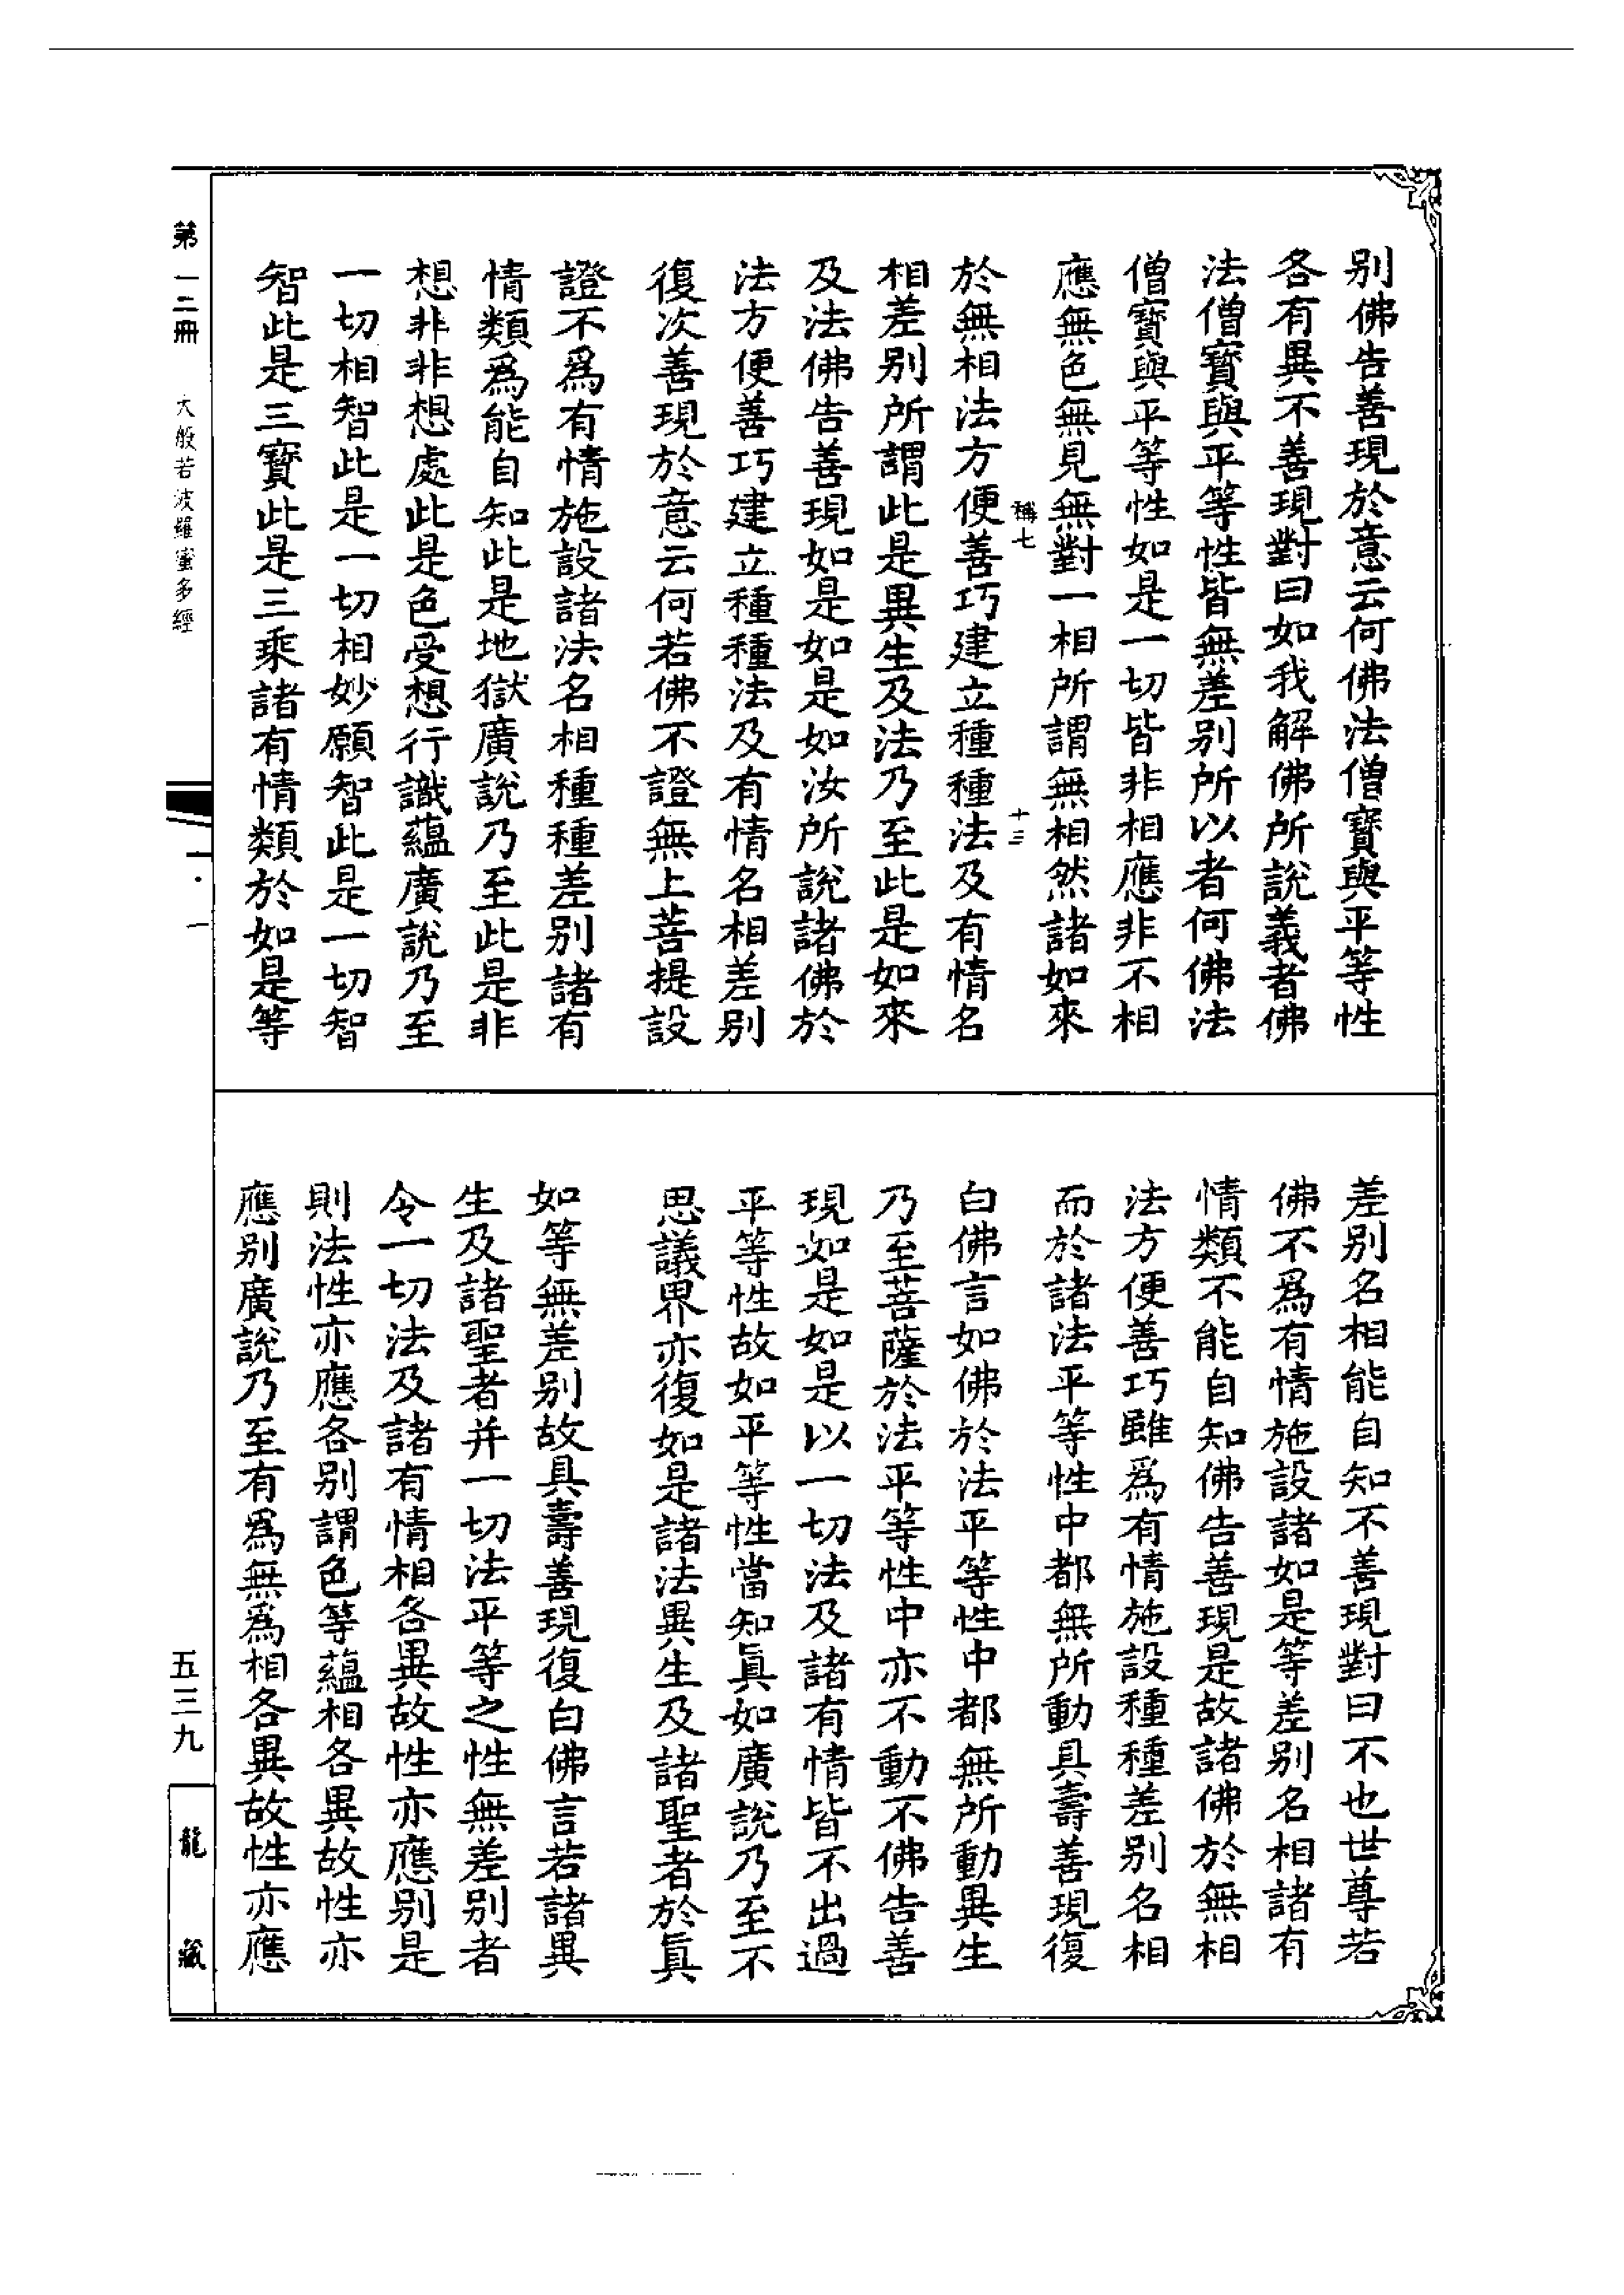 別佛告善現於意云何佛法僧寶與平等性
各有異不善現對曰如我解佛所說義者佛
法僧寶與平等性皆無差別所以者何佛法
僧寶與平等性如是一切皆非相應非不相
應無色無見無對一相所謂無相然諸如來
稱七 十三
於無相法方便善巧建立種種法及有情名
相差別所謂此是異生及法乃至此是如來
及法佛告善現如是如是如汝所說諸佛於
法方便善巧建立種種法及有情名相差別
復次善現於意云何若佛不證無上菩提設
證不爲有情施設諸法名相種種差別諸有
情類爲能自知此是地獄廣說乃至此是非
想非非想處此是色受想行識蘊廣說乃至
一切相智此是一切相妙願智此是一切智
智此是三寶此是三乘諸有情類於如是等
差別名相能自知不善現對曰不也世尊若
佛不爲有情施設諸如是等差別名相諸有
情類不能自知佛告善現是故諸佛於無相
法方便善巧雖爲有情施設種種差別名相
而於諸法平等性中都無所動具壽善現復
白佛言如佛於法平等性中都無所動異生
乃至菩薩於法平等性中亦不動不佛告善
現如是如是以一切法及諸有情皆不出過
平等性故如平等性當知眞如廣說乃至不
思議界亦復如是諸法異生及諸聖者於眞
如等無差別故具壽善現復白佛言若諸異
生及諸聖者并一切法平等之性無差別者
令一切法及諸有情相各異故性亦應別是
則法性亦應各別謂色等蘊相各異故性亦
應別廣說乃至有爲無爲相各異故性亦應
第一二冊 大般若波羅蜜多經 一·一 五三九 龍藏